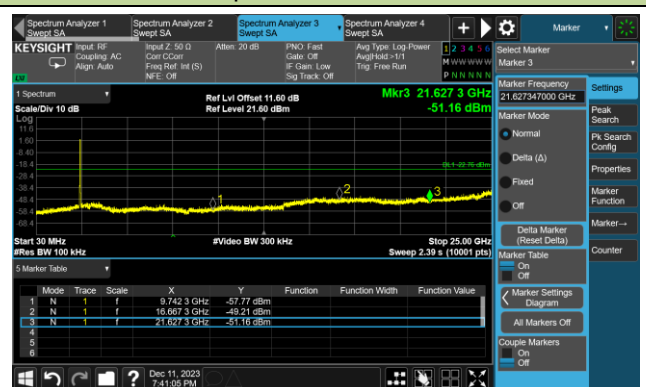 Spectrum Analyzer 1
Swept SA
Spectrum Analyzer 2
Swept SA
Spectrum Analyzer 3
Swept SA
Spectrum Analyzer 4
Swept SA
+
Marker
KEYSIGHT
Input: RF
Coupling: AC
Align: Auto
Input Z: 50 Ω
Corr CCorr
Freq Ref: Int (S)
NFE: Off
Atten: 20 dB
PNO: Fast
Gate: Off
IF Gain: Low
Sig Track: Off
Avg Type: Log-Power
Avg|Hold:>1/1
Trig: Free Run
1 2 3 4 5 6
M W W W W W
P N N N N N
LW
Select Marker
Marker 3
1 Spectrum
Scale/Div 10 dB
Ref Lvl Offset 11.60 dB
Ref Level 21.60 dBm
Mkr3 21.627 3 GHz
-51.16 dBm
Log
11.6
1.60
-8.40
-18.4
-28.4
-38.4
-48.4
-58.4
-68.4
1
2
3
Start 30 MHz
#Res BW 100 kHz
#Video BW 300 kHz
Stop 25.00 GHz
Sweep 2.39 s (10001 pts)
5 Marker Table
Mode Trace Scale X Y Function Function Width Function Value
1 N 1 f 9.742 3 GHz -57.77 dBm
2 N 1 f 16.667 3 GHz -49.21 dBm
3 N 1 f 21.627 3 GHz -51.16 dBm
4
5
6
Marker Frequency
21.627347000 GHz
Marker Mode
Normal
Delta (Δ)
Fixed
Off
Delta Marker
(Reset Delta)
Marker Table
On
Off
Marker Settings
Diagram
All Markers Off
Couple Markers
On
Off
Settings
Peak
Search
Pk Search
Config
Properties
Marker
Function
Marker→
Counter
?
Dec 11, 2023
7:41:05 PM